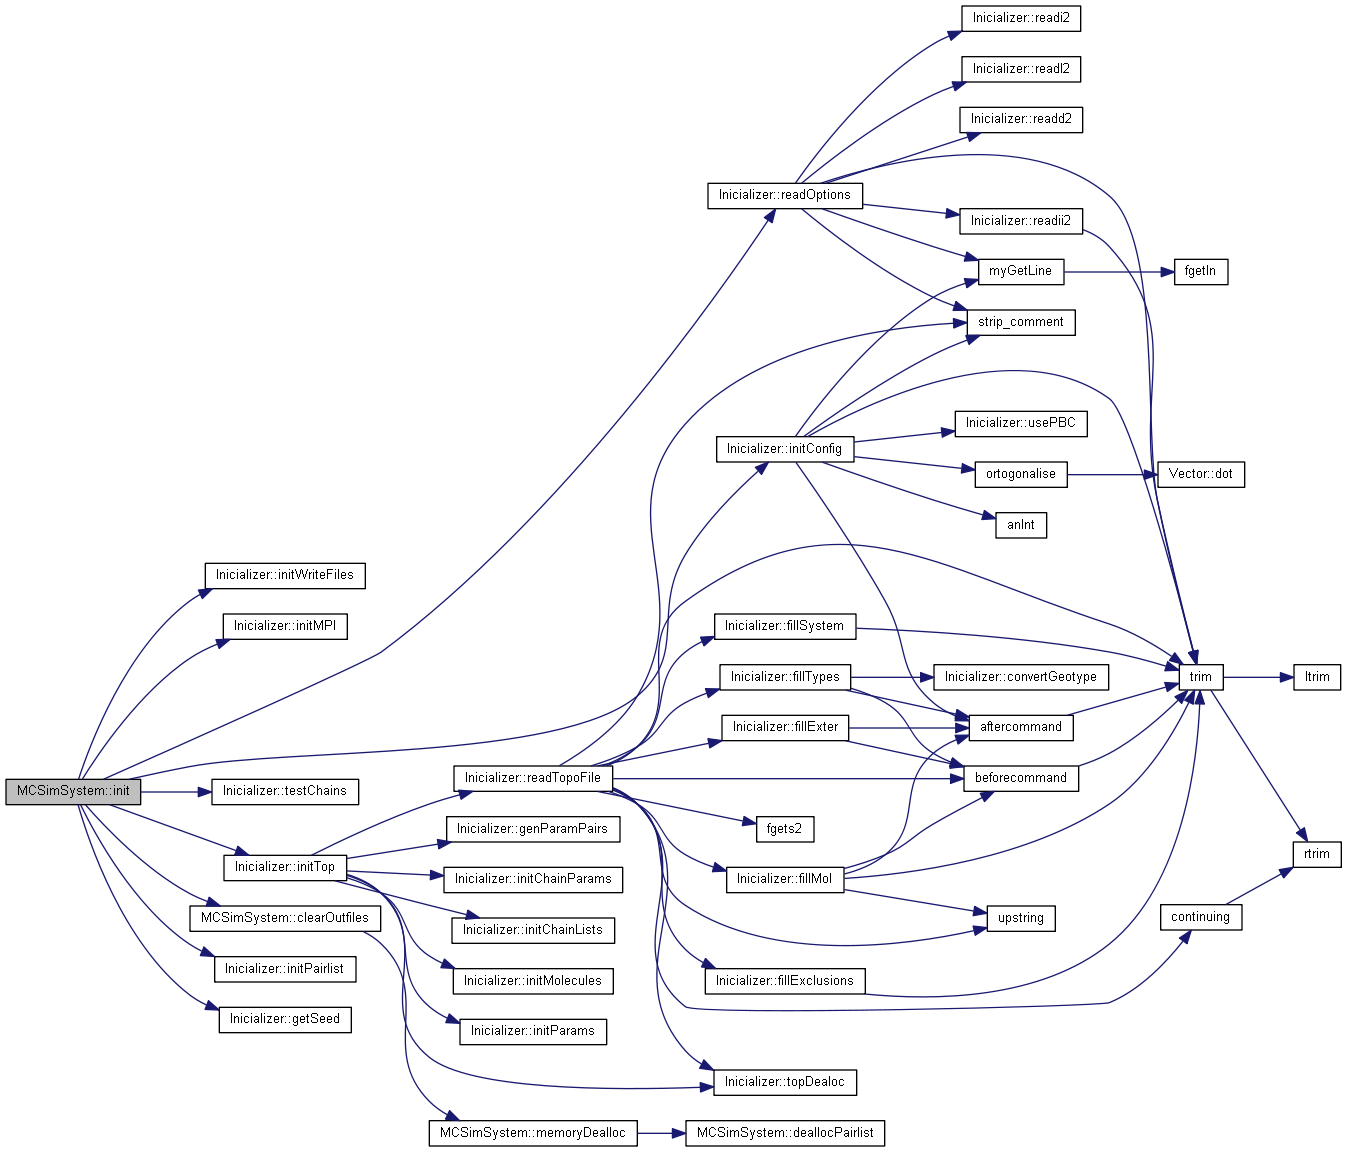 Inicializer::readi2
Inicializer::readl2
Inicializer::readd2
Inicializer::readOptions
Inicializer::readii2
myGetLine
fgetln
strip_comment
Inicializer::usePBC
Inicializer::initConfig
ortogonalise
Vector::dot
anInt
Inicializer::initWriteFiles
Inicializer::initMPI
Inicializer::fillSystem
Inicializer::fillTypes
Inicializer::convertGeotype
trim
ltrim
Inicializer::fillExter
aftercommand
MCSimSystem::init
Inicializer::testChains
Inicializer::readTopoFile
beforecommand
Inicializer::genParamPairs
fgets2
rtrim
Inicializer::initTop
Inicializer::initChainParams
Inicializer::fillMol
MCSimSystem::clearOutfiles
Inicializer::initChainLists
upstring
continuing
Inicializer::initPairlist
Inicializer::initMolecules
Inicializer::fillExclusions
Inicializer::getSeed
Inicializer::initParams
Inicializer::topDealoc
MCSimSystem::memoryDealloc
MCSimSystem::deallocPairlist